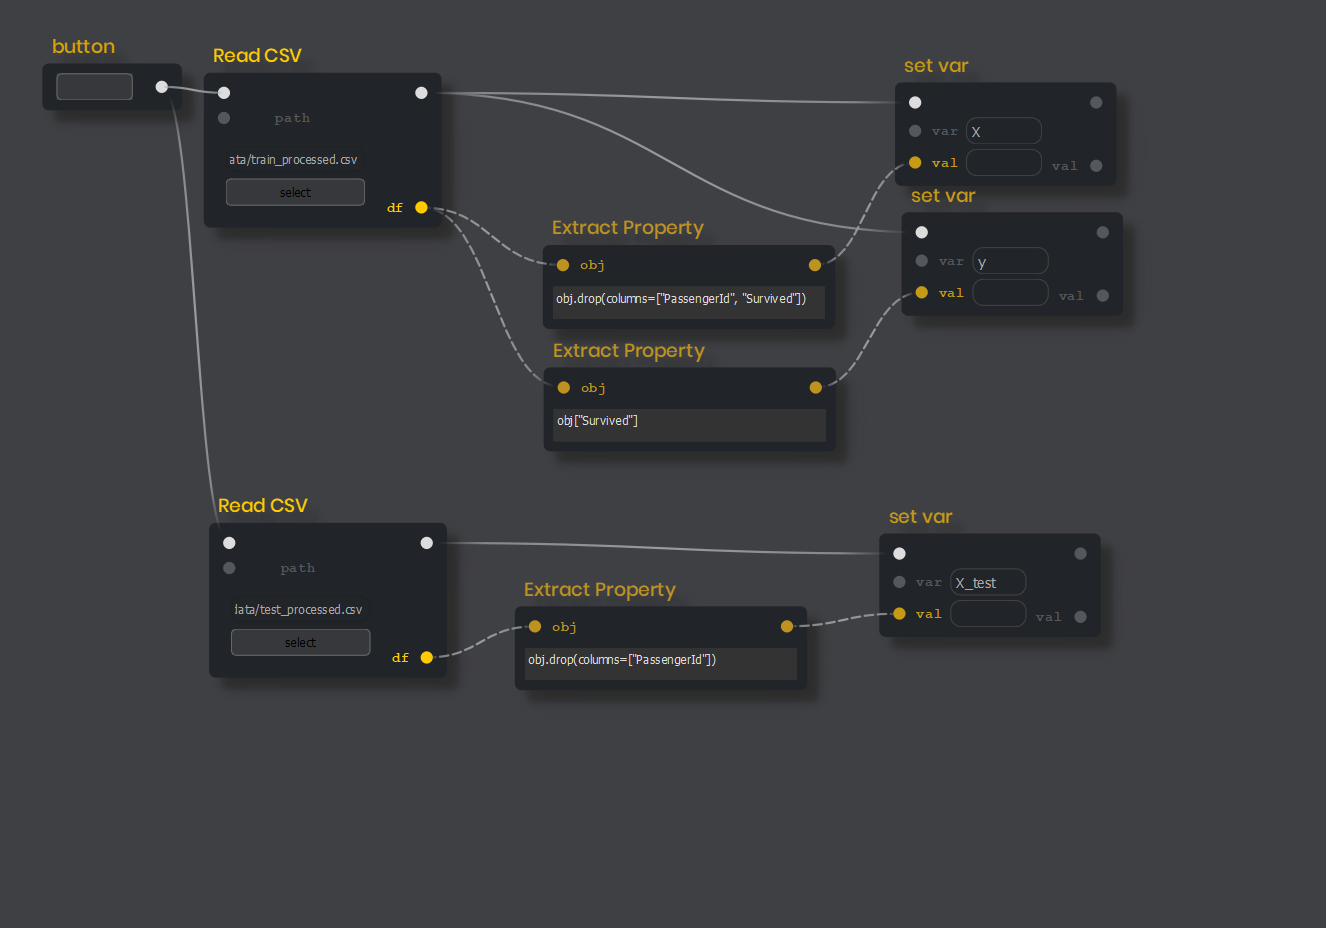 button
Read CSV
path
ata/train_processed.csv
select
df
Extract Property
obj
obj.drop(columns=["PassengerId", "Survived"])
Extract Property
obj
obj["Survived"]
set var
var X
val
val
set var
var y
val
val
Read CSV
path
data/test_processed.csv
select
df
Extract Property
obj
obj.drop(columns=["PassengerId"])
set var
var X_test
val
val